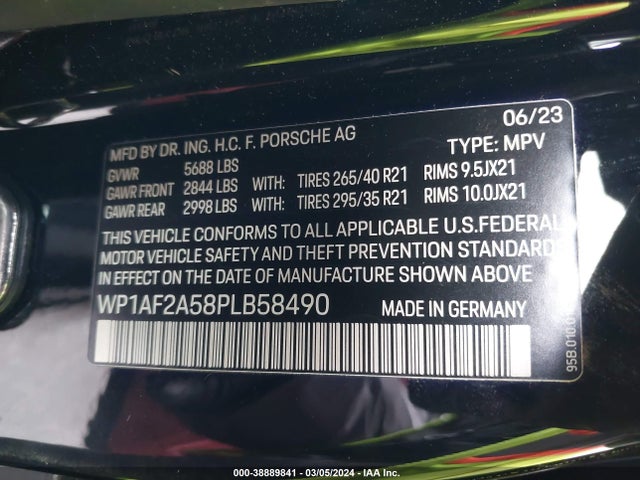 06/23
MFD BY DR. ING. H.C. F. PORSCHE AG TYPE: MPV
GVWR 5688 LBS
GAWR FRONT 2844 LBS WITH: TIRES 265/40 R21 RIMS 9.5JX21
GAWR REAR 2998 LBS WITH: TIRES 295/35 R21 RIMS 10.0JX21
THIS VEHICLE CONFORMS TO ALL APPLICABLE U.S.FEDERAL
MOTOR VEHICLE SAFETY AND THEFT PREVENTION STANDARDS
IN EFFECT ON THE DATE OF MANUFACTURE SHOWN ABOVE
WP1AF2A58PLB58490 MADE IN GERMANY
000-38889841 / 03/05/2024 - IAA Inc.